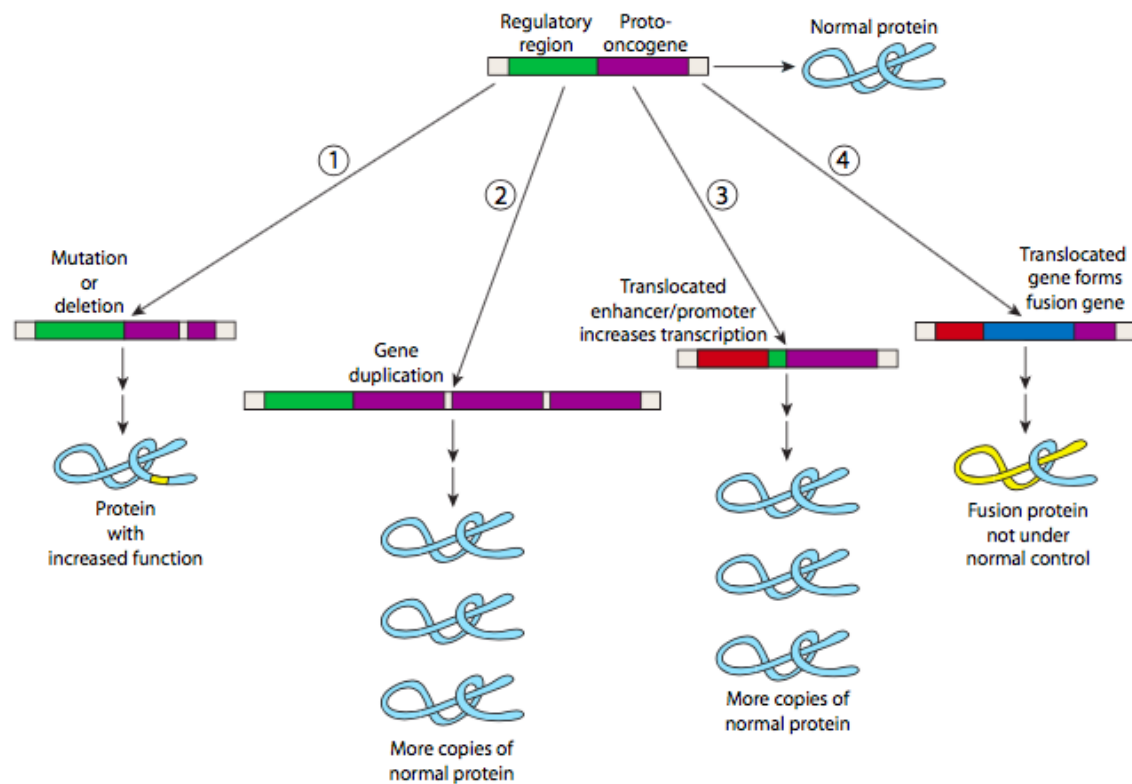 Regulatory
region
Proto-
oncogene
Normal protein
1
2
3
4
Mutation
or
deletion
Protein
with
increased function
Gene
duplication
More copies of
normal protein
Translocated
enhancer/promoter
increases transcription
More copies of
normal protein
Translocated
gene forms
fusion gene
Fusion protein
not under
normal control